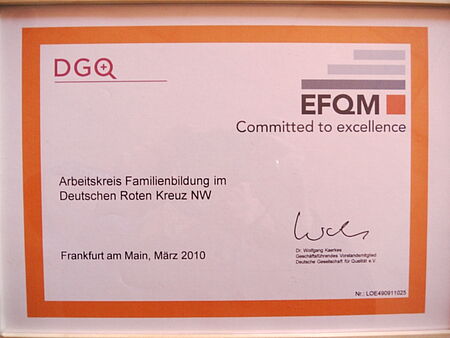 DGQ
EFQM
Committed to excellence
Arbeitskreis Familienbildung im
Deutschen Roten Kreuz NW
Frankfurt am Main, März 2010
Dr. Wolfgang Kaerkes
Geschäftsführendes Vorstandsmitglied
Deutsche Gesellschaft für Qualität e.V.
Nr.: LOE490911025